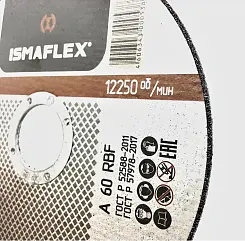 ISMAFLEX®
12250 об/мин
A 60 RBF
ГОСТ Р 52588-2011
ГОСТ Р 57978-2017
EAC